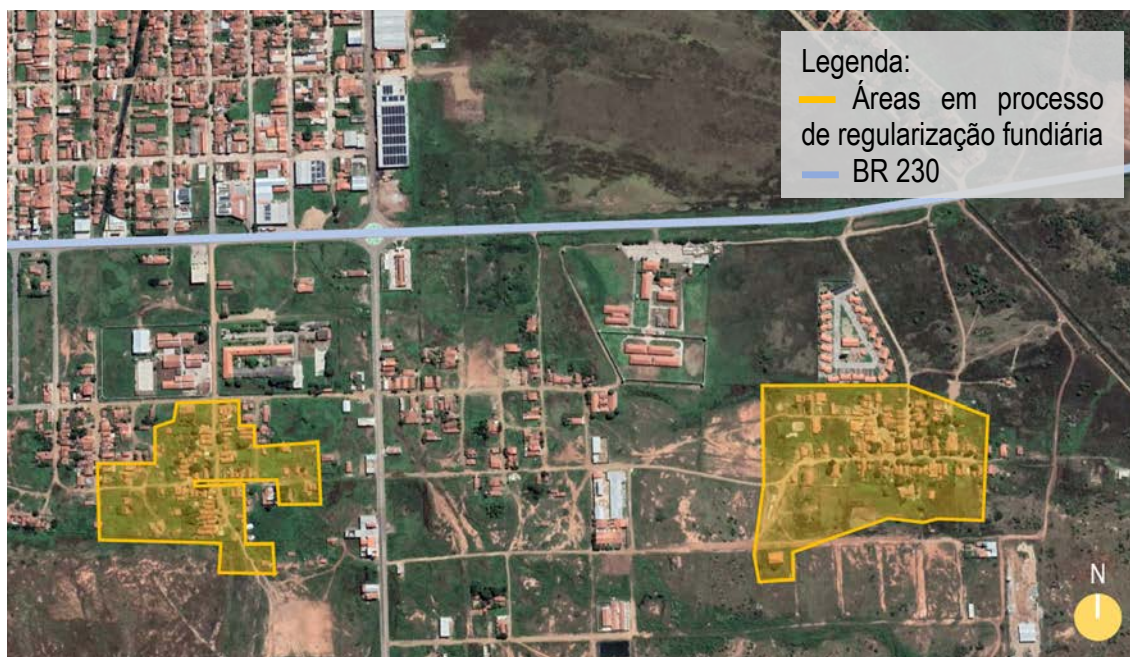 Legenda:
Áreas em processo
de regularização fundiária
BR 230
N